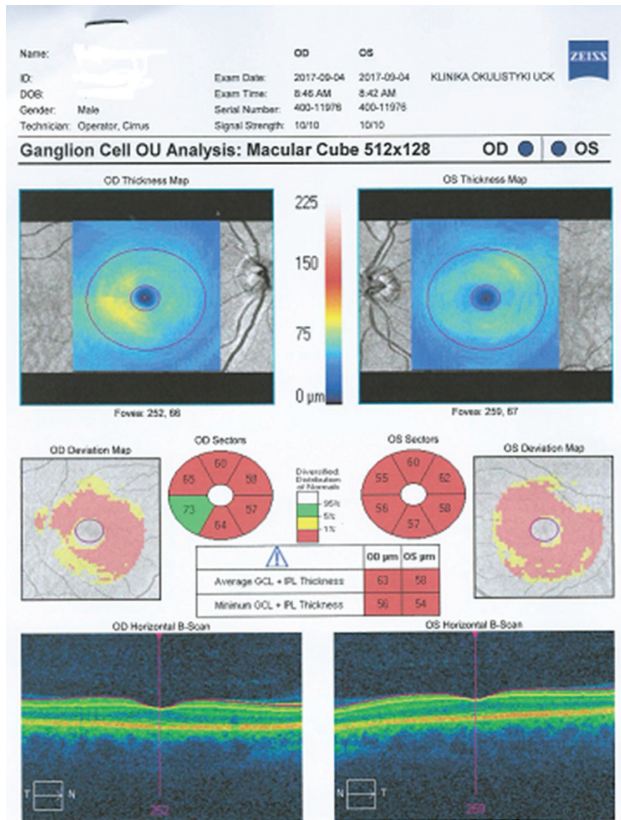 Name:
OD OS
ZEISS
ID: Exam Date: 2017-09-04 2017-09-04 KLINIKA OKULISTYKI UCK
DOB: Exam Time: 8:46 AM 8:42 AM
Gender: Male Serial Number: 400-11976 400-11976
Technician: Operator, Cirrus Signal Strength: 10/10 10/10
Ganglion Cell OU Analysis: Macular Cube 512x128 OD OS
OD Thickness Map OS Thickness Map
225
150
75
0 µm
Fovea: 252, 66 Fovea: 259, 67
OD Deviation Map OD Sectors OS Sectors OS Deviation Map
Diversified:
Distribution
of Normals
95%
5%
1%
60
65 58
73 57
64
60
55 62
56 58
57
OD µm OS µm
Average GCL + IPL Thickness 63 58
Minimum GCL + IPL Thickness 56 54
OD Horizontal B-Scan OS Horizontal B-Scan
T N N T
252 259